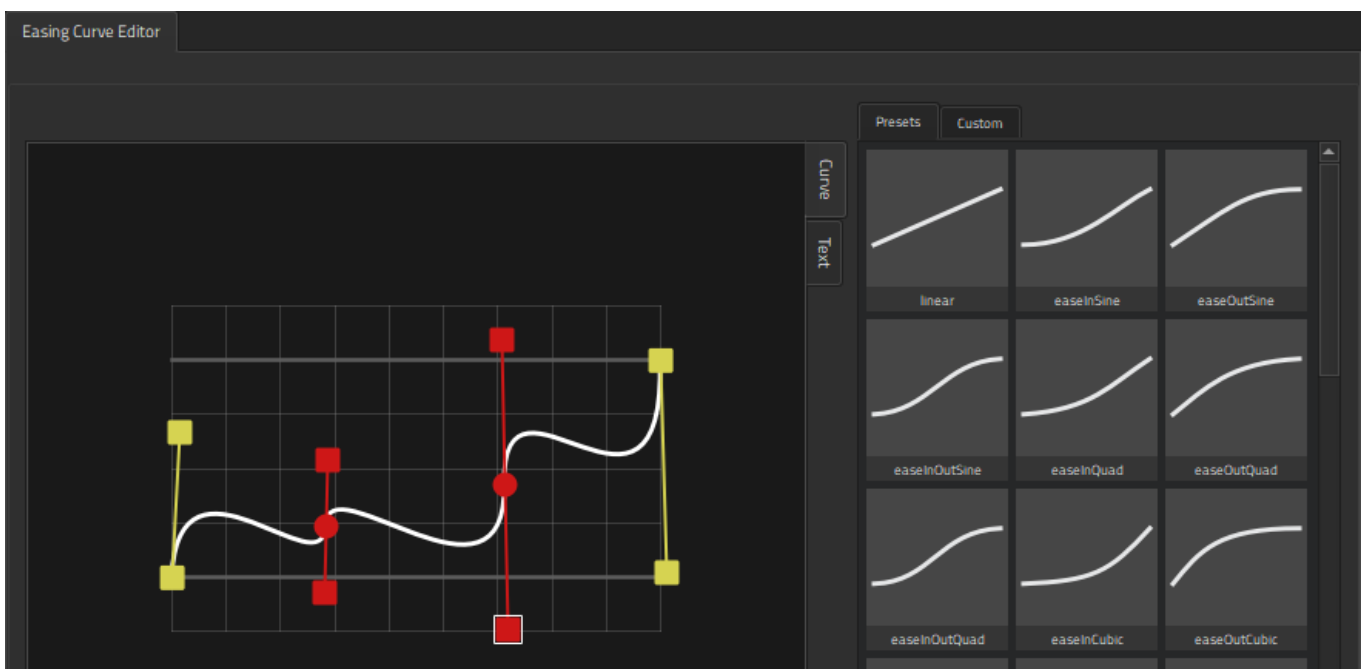 Easing Curve Editor
Curve
Text
Presets
Custom
linear
easeInSine
easeOutSine
easeInOutSine
easeInQuad
easeOutQuad
easeInOutQuad
easeInCubic
easeOutCubic